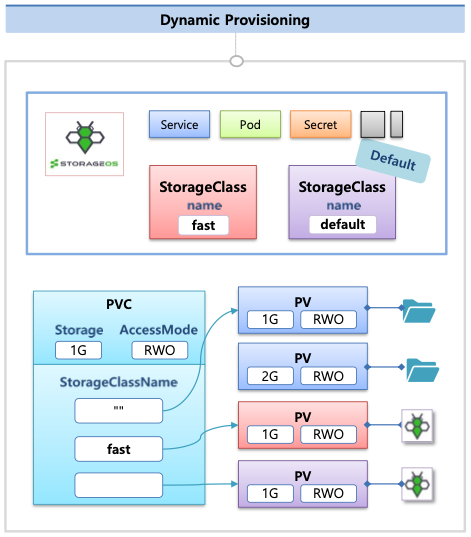 Dynamic Provisioning
STORAGEOS
Service
Pod
Secret
Default
StorageClass
name
fast
StorageClass
name
default
PVC
Storage
AccessMode
1G
RWO
StorageClassName
""
fast
PV
1G
RWO
PV
2G
RWO
PV
1G
RWO
PV
1G
RWO